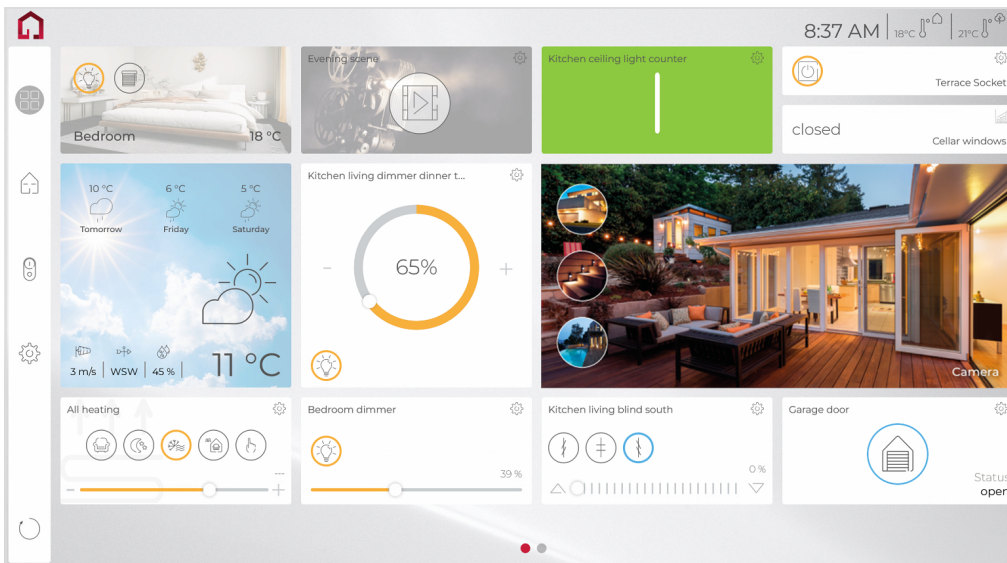 8:37 AM
18°C
21°C
Bedroom
18 °C
Evening scene
Kitchen ceiling light counter
Terrace Socket
closed
Cellar windows
10 °C
6 °C
5 °C
Tomorrow
Friday
Saturday
3 m/s
WSW
45 %
11 °C
Kitchen living dimmer dinner t...
-
65%
+
Camera
All heating
---
-
+
Bedroom dimmer
39 %
Kitchen living blind south
0 %
Garage door
Status
open